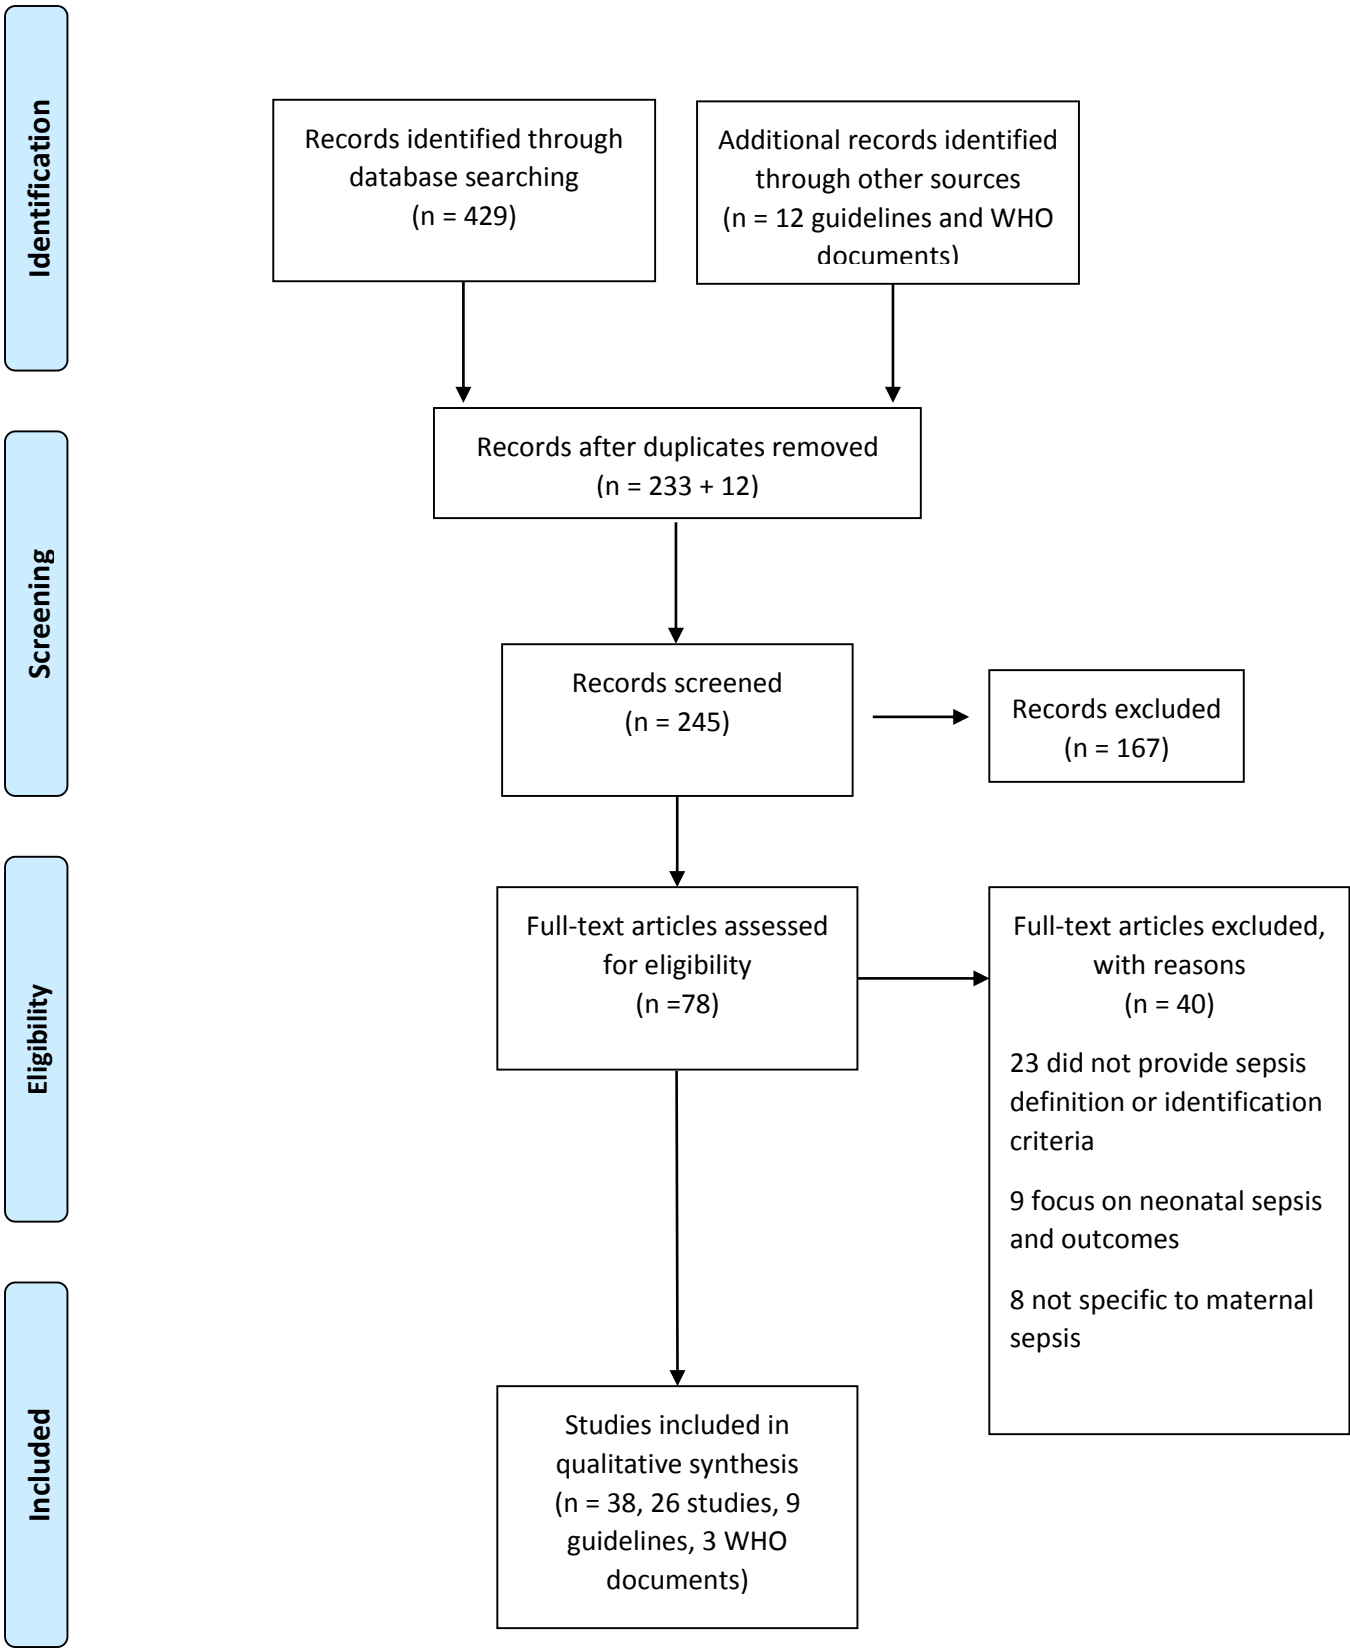 Identification
Records identified through
database searching
(n = 429)
Additional records identified
through other sources
(n = 12 guidelines and WHO
documents)
Screening
Records after duplicates removed
(n = 233 + 12)
Records screened
(n = 245)
Records excluded
(n = 167)
Eligibility
Full-text articles assessed
for eligibility
(n =78)
Full-text articles excluded,
with reasons
(n = 40)
23 did not provide sepsis
definition or identification
criteria
9 focus on neonatal sepsis
and outcomes
8 not specific to maternal
sepsis
Included
Studies included in
qualitative synthesis
(n = 38, 26 studies, 9
guidelines, 3 WHO
documents)